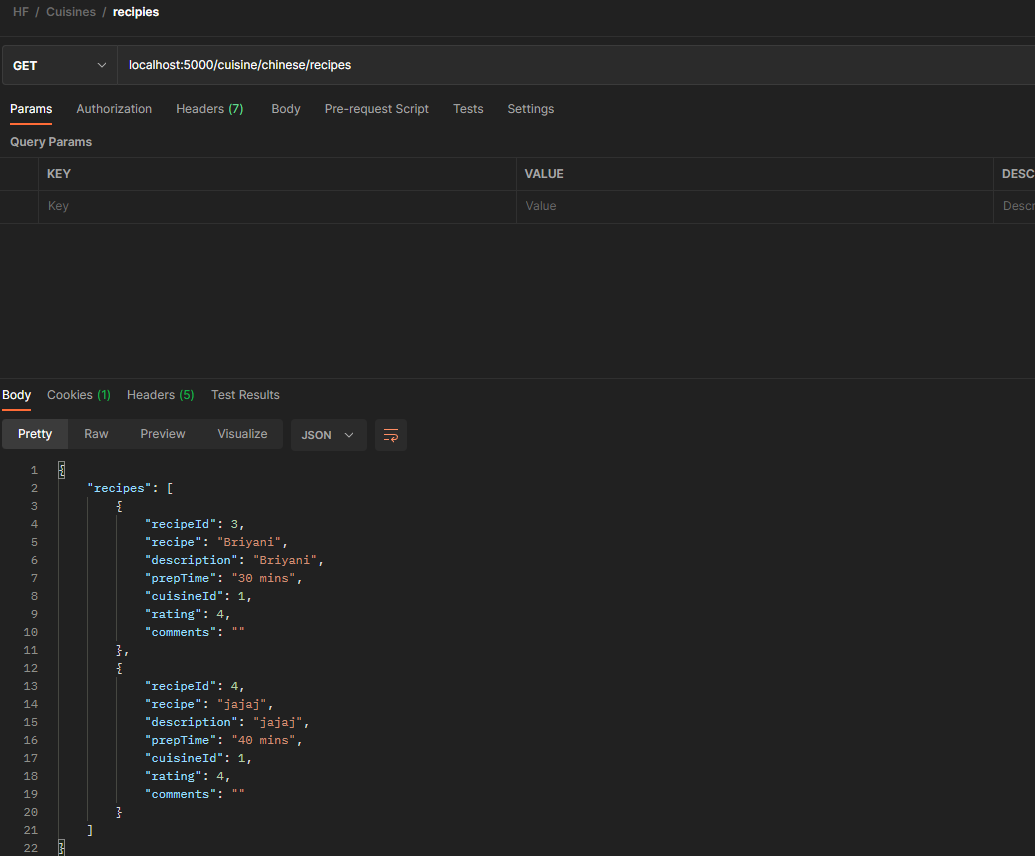 HF / Cuisines / recipies
GET localhost:5000/cuisine/chinese/recipes
Params Authorization Headers (7) Body Pre-request Script Tests Settings
Query Params
KEY VALUE DESC
Key Value Descr
Body Cookies (1) Headers (5) Test Results
Pretty Raw Preview Visualize JSON
1 {
2 "recipes": [
3 {
4 "recipeId": 3,
5 "recipe": "Briyani",
6 "description": "Briyani",
7 "prepTime": "30 mins",
8 "cuisineId": 1,
9 "rating": 4,
10 "comments": ""
11 },
12 {
13 "recipeId": 4,
14 "recipe": "jajaj",
15 "description": "jajaj",
16 "prepTime": "40 mins",
17 "cuisineId": 1,
18 "rating": 4,
19 "comments": ""
20 }
21 ]
22 }